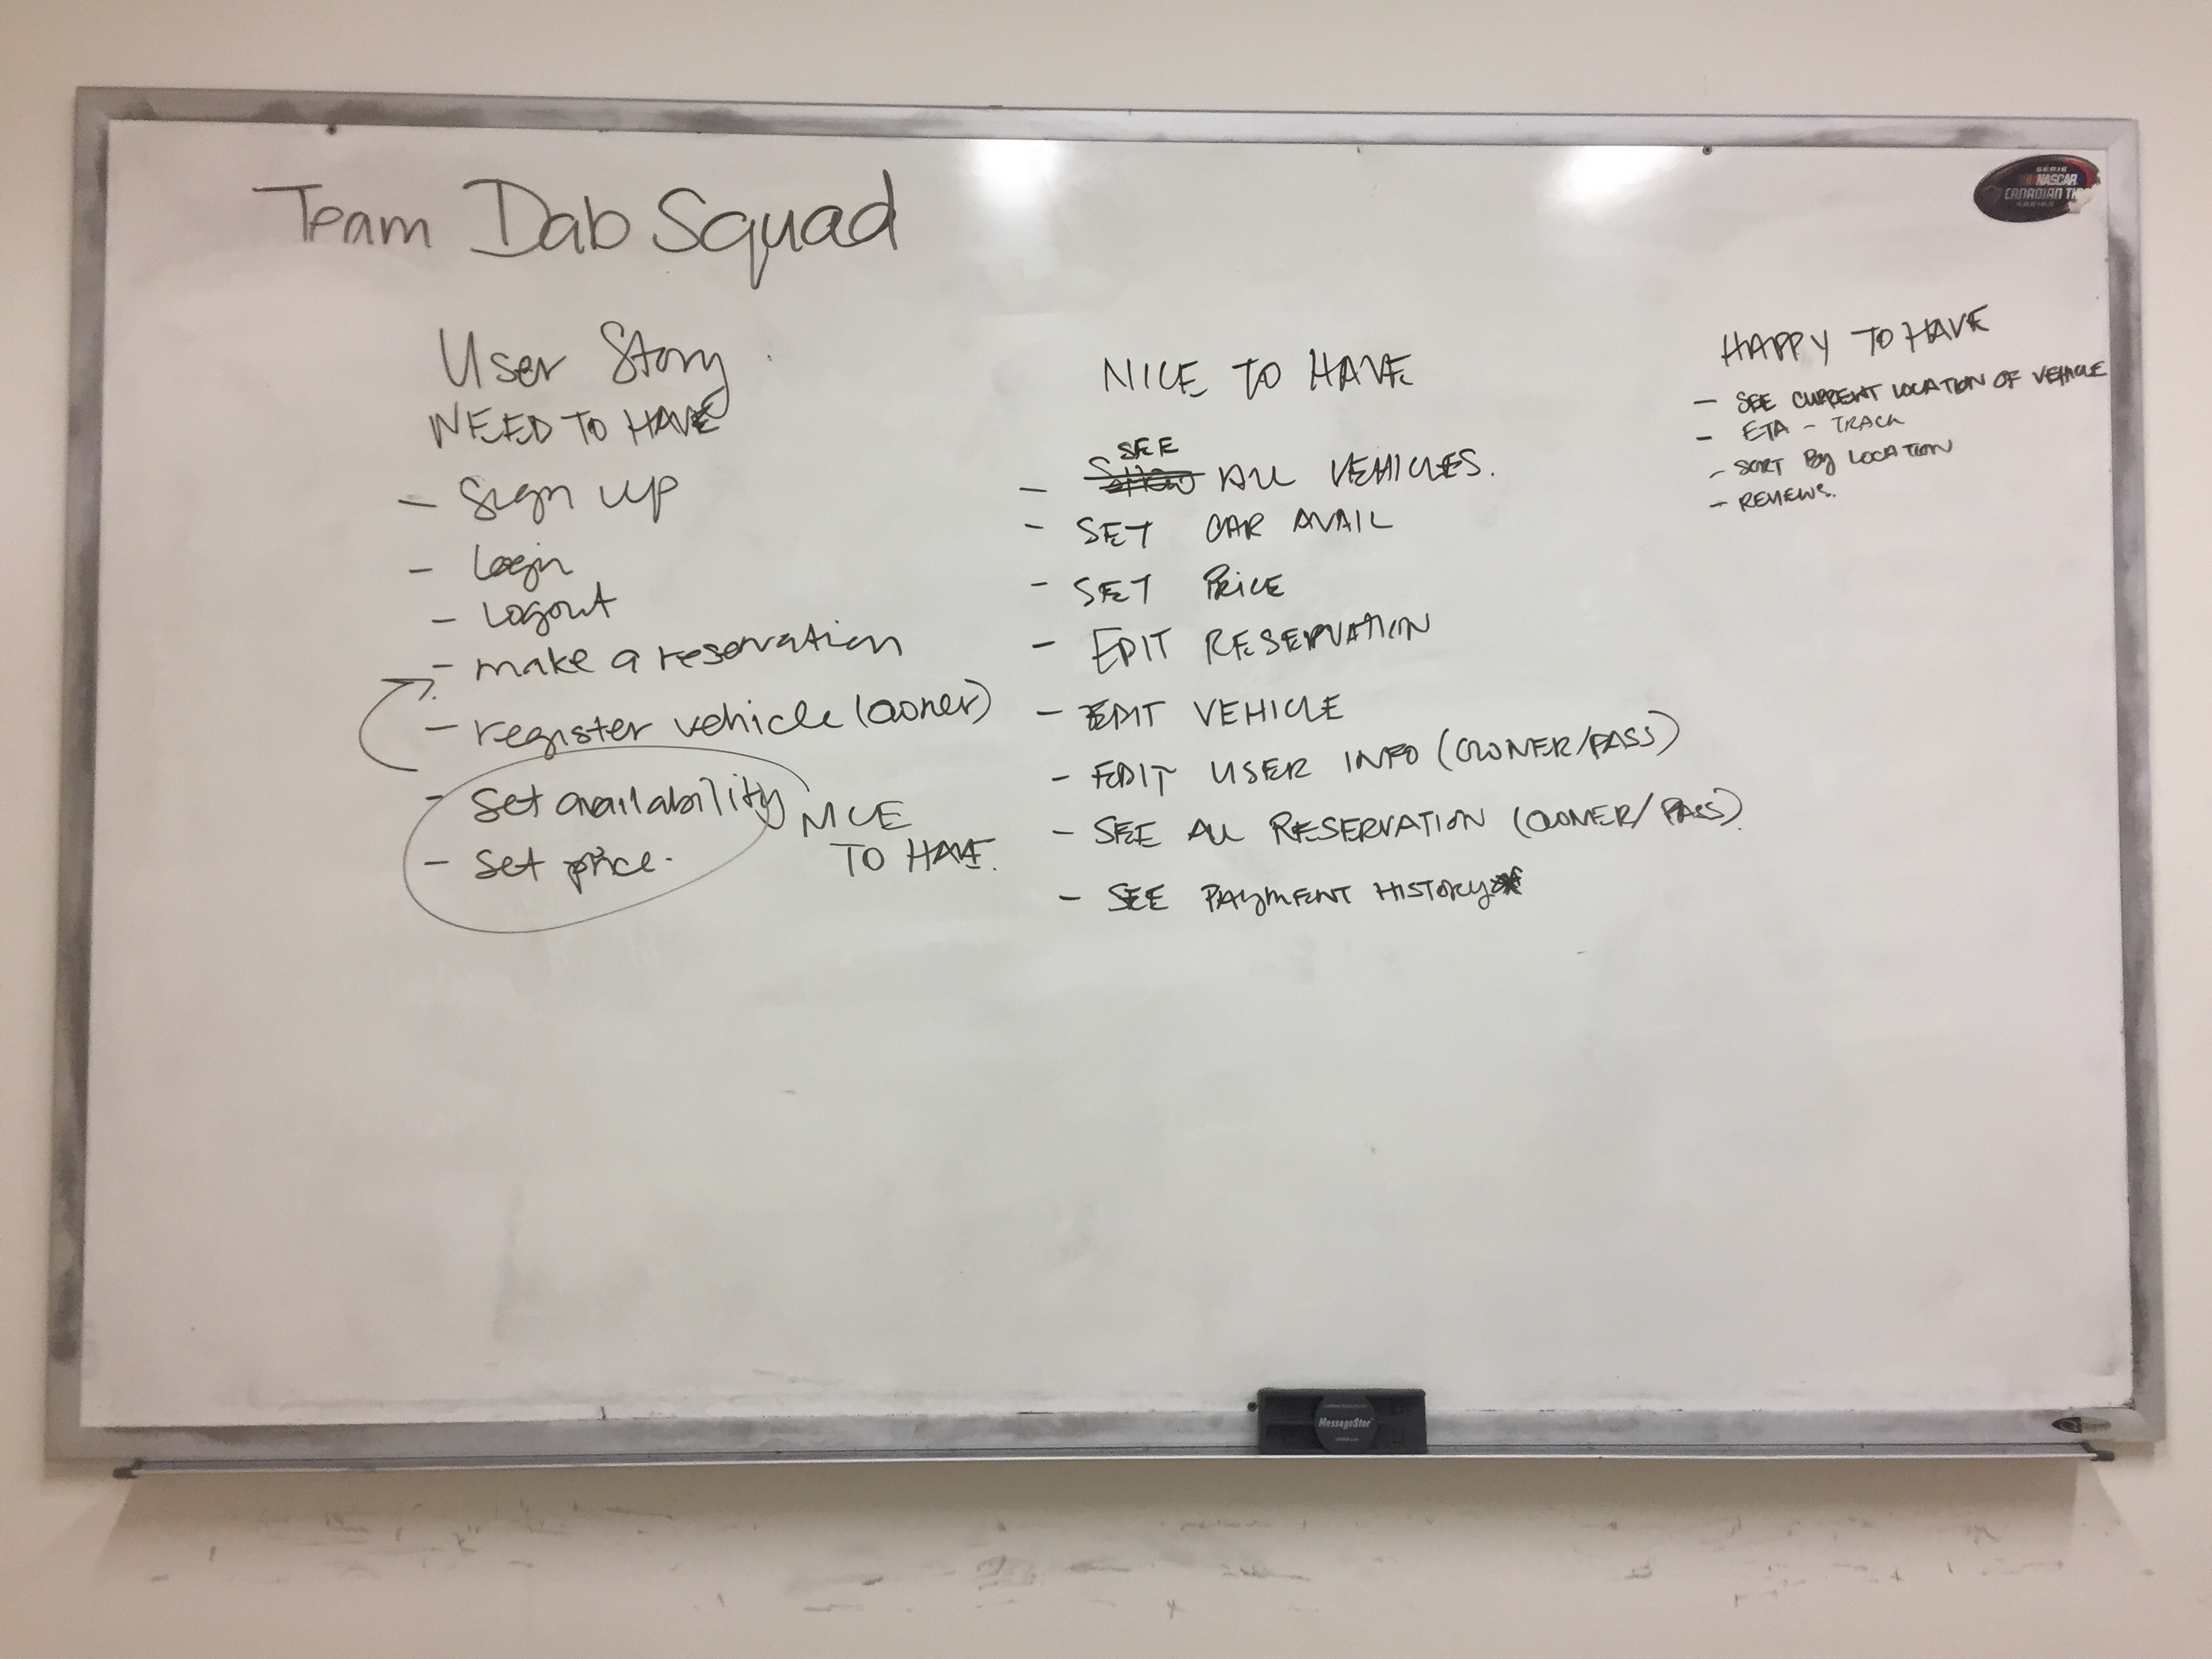 Team Dab Squad
User Story
NEED TO HAVE
- Sign up
- Login
- Logout
- make a reservation
- register vehicle (owner)
- Set availability
- Set price.
NICE
TO HAVE.
NICE TO HAVE
SEE
- Show ALL VEHICLES.
- SET CAR AVAIL
- SET PRICE
- EDIT RESERVATION
- EDIT VEHICLE
- EDIT USER INFO (OWNER/PASS)
- SEE ALL RESERVATION (OWNER/PASS)
- SEE PAYMENT HISTORY*
HAPPY TO HAVE
- SEE CURRENT LOCATION OF VEHICLE
- ETA - TRACK
- SORT By LOCATION
- REVIEWS.
SERIE
NASCAR
CANADIAN
SERIES
MessageStor